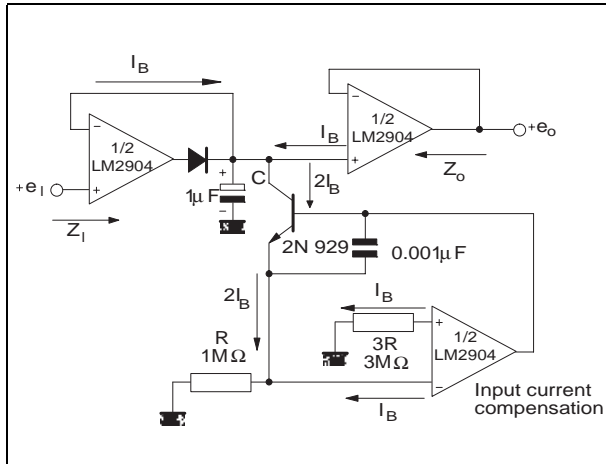 I_B
1/2
LM2904
+e_I
Z_I
1/2
LM2904
I_B
+e_o
Z_o
+
1μF
−
C
2I_B
2N 929
0.001μF
2I_B
I_B
R
1MΩ
3R
3MΩ
1/2
LM2904
I_B
Input current
compensation
−
+
−
+
+
−